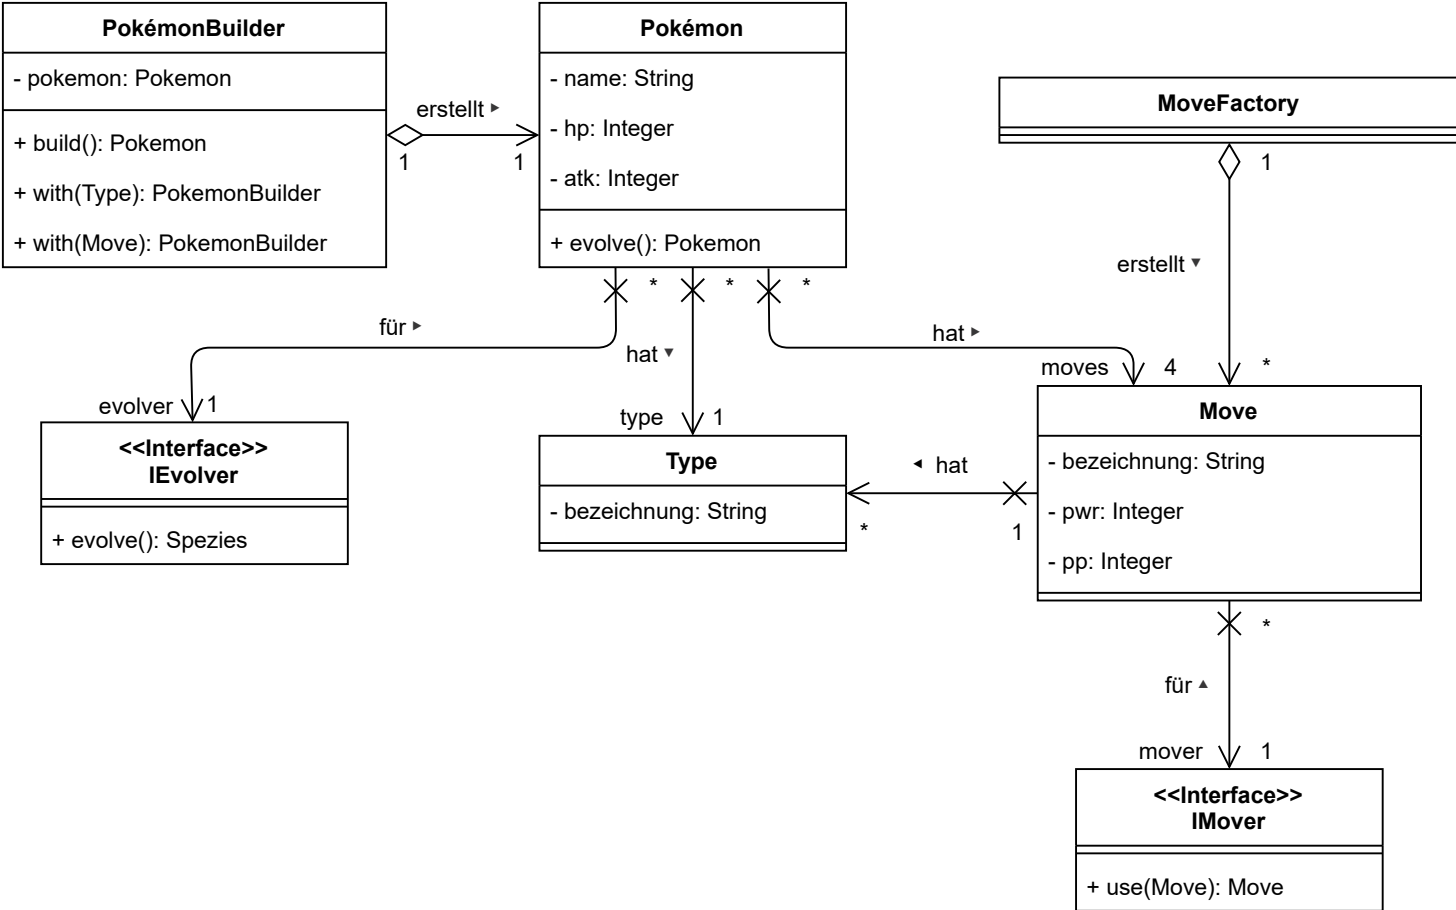 PokémonBuilder
- pokemon: Pokemon
+ build(): Pokemon
+ with(Type): PokemonBuilder
+ with(Move): PokemonBuilder
erstellt
1
1
Pokémon
- name: String
- hp: Integer
- atk: Integer
+ evolve(): Pokemon
MoveFactory
1
erstellt
*
*
*
*
für
hat
hat
evolver
1
type
1
moves
4
<<Interface>>
IEvolver
+ evolve(): Spezies
Type
- bezeichnung: String
hat
*
1
Move
- bezeichnung: String
- pwr: Integer
- pp: Integer
*
für
mover
1
<<Interface>>
IMover
+ use(Move): Move